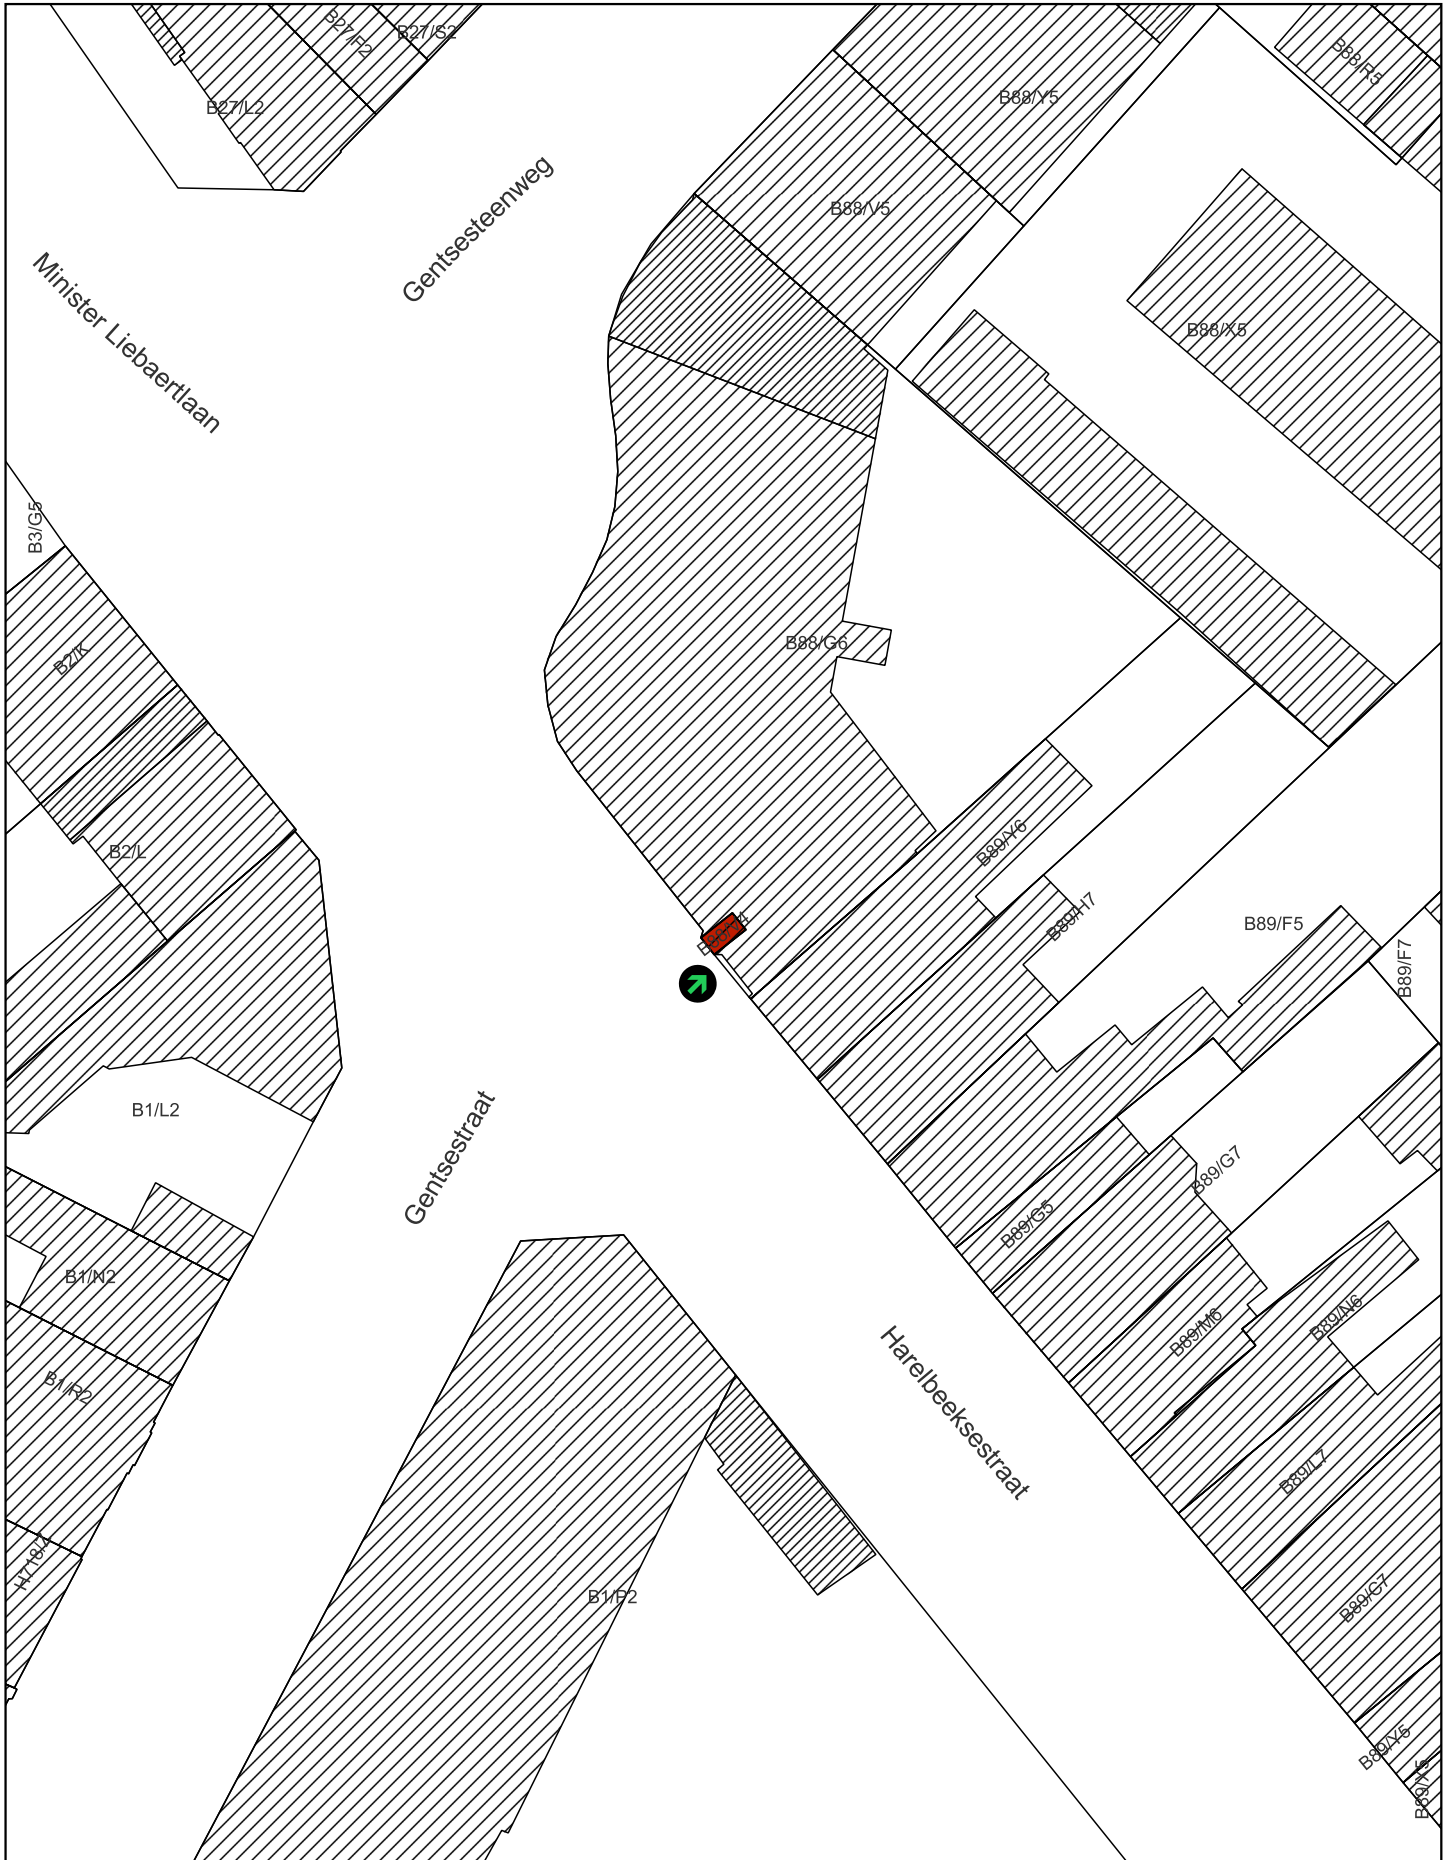 B27/F2
B27/S2
B27/L2
B88/R5
B88/Y5
B88/V5
Gentsesteenweg
Minister Liebaertlaan
B88/X5
B3/G5
B88/G6
B2/K
B89/Y6
B2/L
B89/H7
B89/F5
B89/F7
B1/L2
Gentsestraat
B89/G7
B89/G5
B1/N2
B89/N6
B89/M6
B1/R2
Harelbeeksestraat
B89/L7
B1/P2
B89/C7
B89/Y5